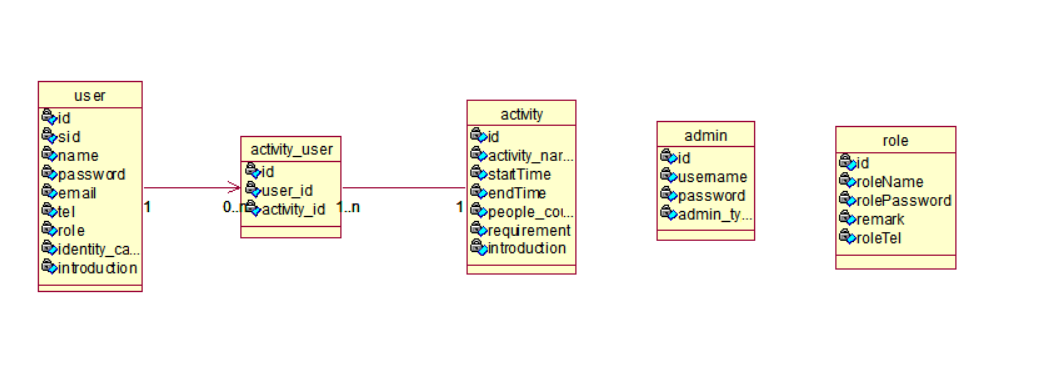 user
id
sid
name
password
email
tel
role
identity_ca...
introduction
1
0..n
activity_user
id
user_id
activity_id
1..n
1
activity
id
activity_nar...
startTime
endTime
people_cou...
requirement
introduction
admin
id
username
password
admin_ty...
role
id
roleName
rolePassword
remark
roleTel